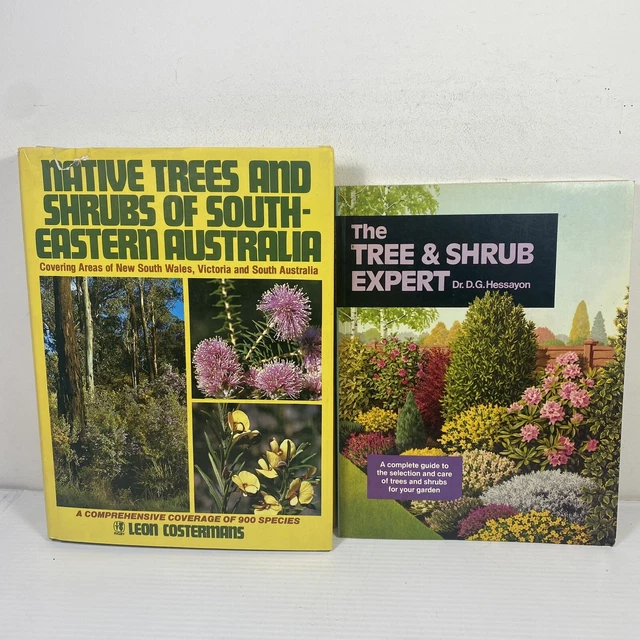 NATIVE TREES AND
SHRUBS OF SOUTH-
EASTERN AUSTRALIA
Covering Areas of New South Wales, Victoria and South Australia
A COMPREHENSIVE COVERAGE OF 900 SPECIES
LEON COSTERMANS
The
TREE & SHRUB
EXPERT Dr. D.G. Hessayon
A complete guide to
the selection and care
of trees and shrubs
for your garden